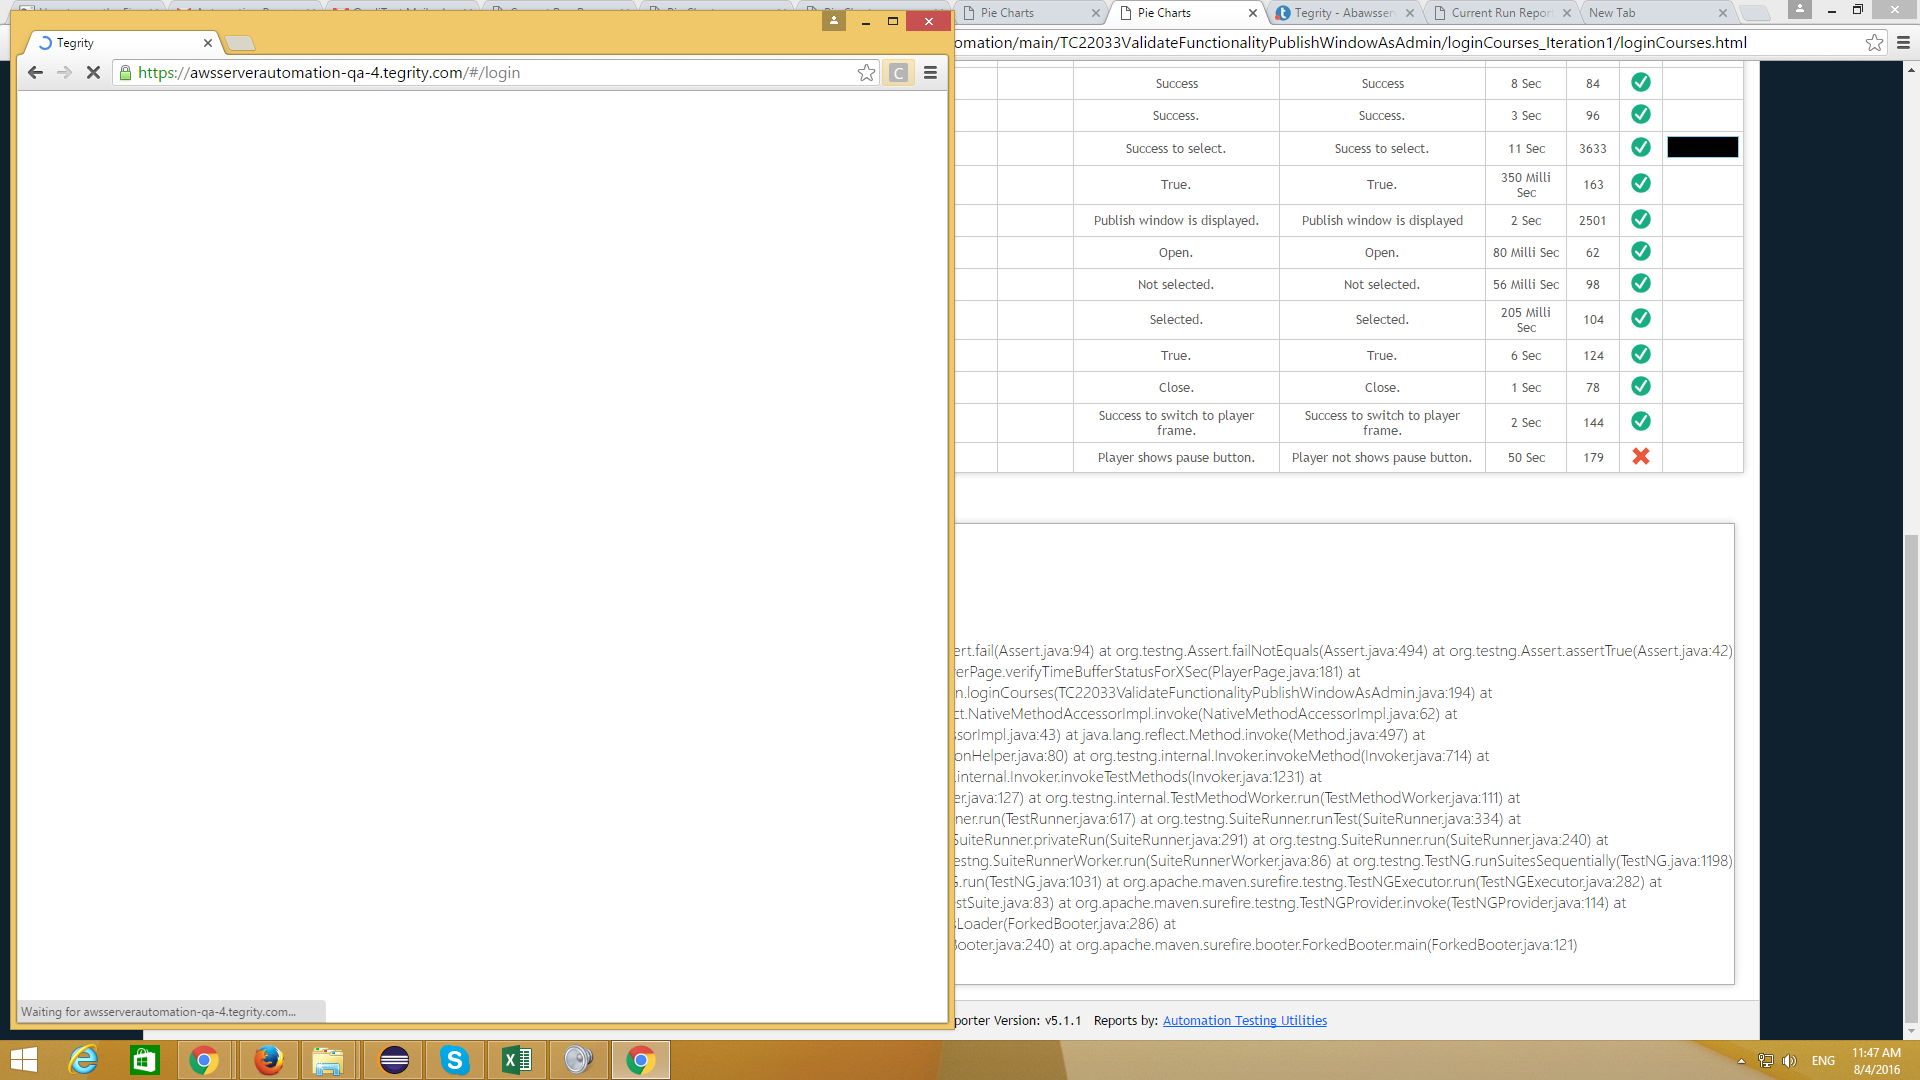 Pie Charts
Pie Charts
Tegrity - Abawsser
Current Run Report
New Tab
Tegrity
omation/main/TC22033ValidateFunctionalityPublishWindowAsAdmin/loginCourses_Iteration1/loginCourses.html
https://awsserverautomation-qa-4.tegrity.com/#/login
C
Success Success 8 Sec 84
Success. Success. 3 Sec 96
Success to select. Sucess to select. 11 Sec 3633
True. True. 350 Milli Sec 163
Publish window is displayed. Publish window is displayed 2 Sec 2501
Open. Open. 80 Milli Sec 62
Not selected. Not selected. 56 Milli Sec 98
Selected. Selected. 205 Milli Sec 104
True. True. 6 Sec 124
Close. Close. 1 Sec 78
Success to switch to player frame. Success to switch to player frame. 2 Sec 144
Player shows pause button. Player not shows pause button. 50 Sec 179
ert.fail(Assert.java:94) at org.testng.Assert.failNotEquals(Assert.java:494) at org.testng.Assert.assertTrue(Assert.java:42)
erPage.verifyTimeBufferStatusForXSec(PlayerPage.java:181) at
n.loginCourses(TC22033ValidateFunctionalityPublishWindowAsAdmin.java:194) at
ct.NativeMethodAccessorImpl.invoke(NativeMethodAccessorImpl.java:62) at
ssorImpl.java:43) at java.lang.reflect.Method.invoke(Method.java:497) at
onHelper.java:80) at org.testng.internal.Invoker.invokeMethod(Invoker.java:714) at
.internal.Invoker.invokeTestMethods(Invoker.java:1231) at
er.java:127) at org.testng.internal.TestMethodWorker.run(TestMethodWorker.java:111) at
ner.run(TestRunner.java:617) at org.testng.SuiteRunner.runTest(SuiteRunner.java:334) at
SuiteRunner.privateRun(SuiteRunner.java:291) at org.testng.SuiteRunner.run(SuiteRunner.java:240) at
estng.SuiteRunnerWorker.run(SuiteRunnerWorker.java:86) at org.testng.TestNG.runSuitesSequentially(TestNG.java:1198)
G.run(TestNG.java:1031) at org.apache.maven.surefire.testng.TestNGExecutor.run(TestNGExecutor.java:282) at
estSuite.java:83) at org.apache.maven.surefire.testng.TestNGProvider.invoke(TestNGProvider.java:114) at
sLoader(ForkedBooter.java:286) at
Booter.java:240) at org.apache.maven.surefire.booter.ForkedBooter.main(ForkedBooter.java:121)
Waiting for awsserverautomation-qa-4.tegrity.com...
porter Version: v5.1.1 Reports by: Automation Testing Utilities
ENG
11:47 AM
8/4/2016